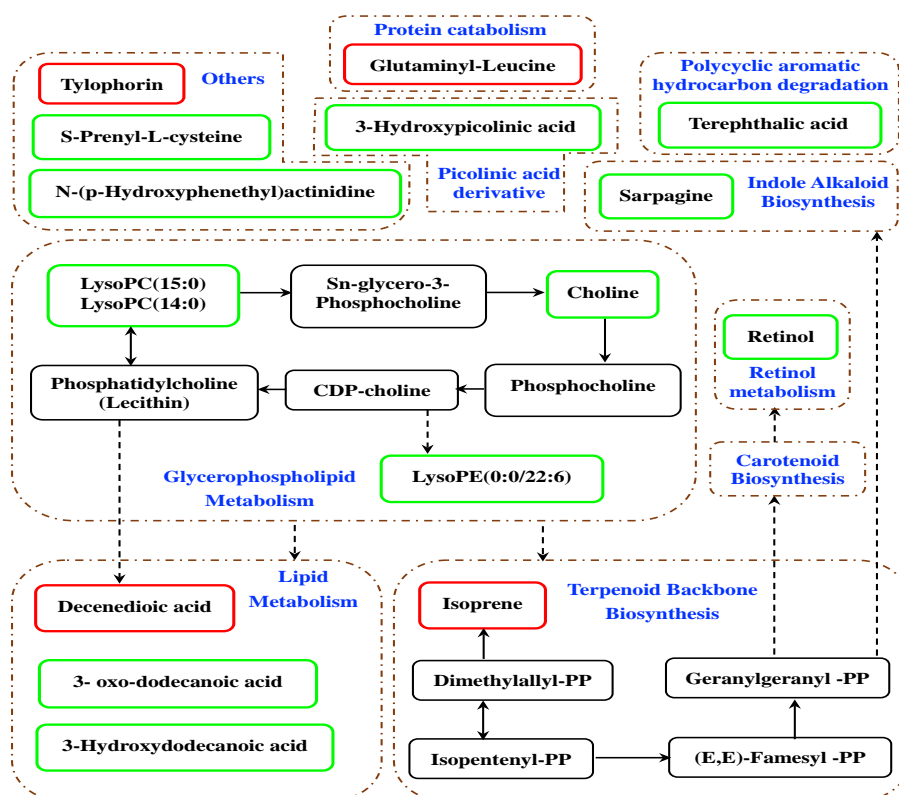 Protein catabolism
Glutaminyl-Leucine
Tylophorin
Others
S-Prenyl-L-cysteine
N-(p-Hydroxyphenethyl)actinidine
3-Hydroxypicolinic acid
Picolinic acid
derivative
Polycyclic aromatic
hydrocarbon degradation
Terephthalic acid
Sarpagine
Indole Alkaloid
Biosynthesis
LysoPC(15:0)
LysoPC(14:0)
Sn-glycero-3-
Phosphocholine
Choline
Phosphatidylcholine
(Lecithin)
CDP-choline
Phosphocholine
LysoPE(0:0/22:6)
Glycerophospholipid
Metabolism
Retinol
Retinol
metabolism
Carotenoid
Biosynthesis
Lipid
Metabolism
Decenedioic acid
3- oxo-dodecanoic acid
3-Hydroxydodecanoic acid
Isoprene
Terpenoid Backbone
Biosynthesis
Dimethylallyl-PP
Geranylgeranyl -PP
Isopentenyl-PP
(E,E)-Famesyl -PP